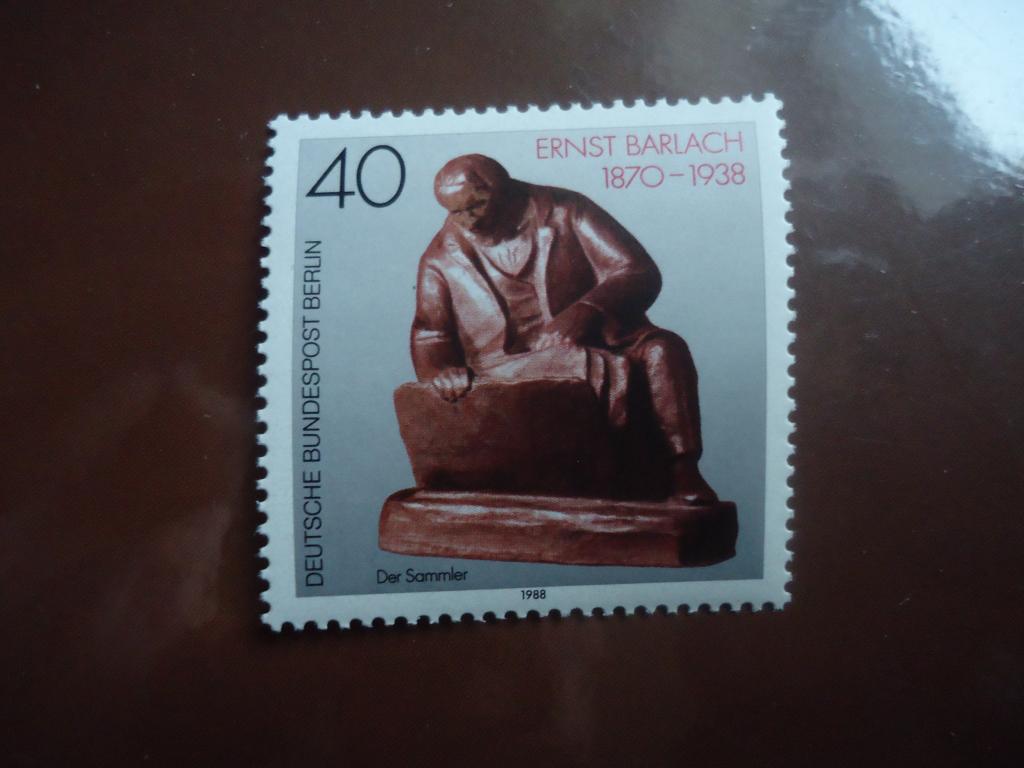 40
ERNST BARLACH
1870 – 1938
DEUTSCHE BUNDESPOST BERLIN
Der Sammler
1988